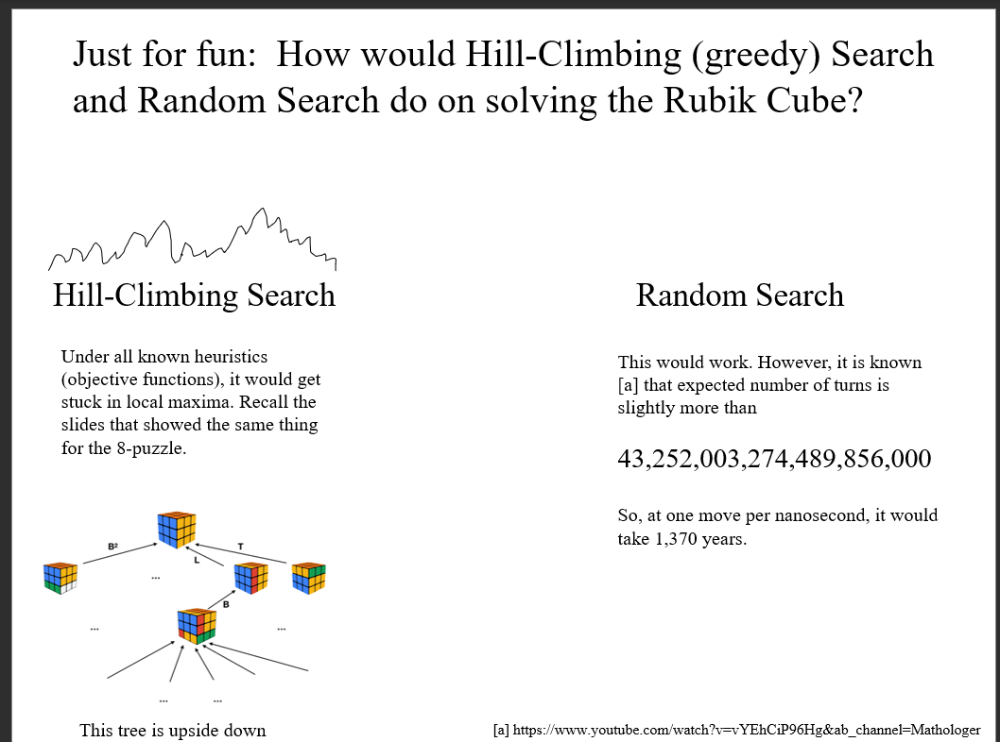 Just for fun:  How would Hill-Climbing (greedy) Search
and Random Search do on solving the Rubik Cube?
Hill-Climbing Search
Under all known heuristics
(objective functions), it would get
stuck in local maxima. Recall the
slides that showed the same thing
for the 8-puzzle.
B²
T
L
...
B
...
...
...
...
This tree is upside down
Random Search
This would work. However, it is known
[a] that expected number of turns is
slightly more than
43,252,003,274,489,856,000
So, at one move per nanosecond, it would
take 1,370 years.
[a] https://www.youtube.com/watch?v=vYEhCiP96Hg&ab_channel=Mathologer